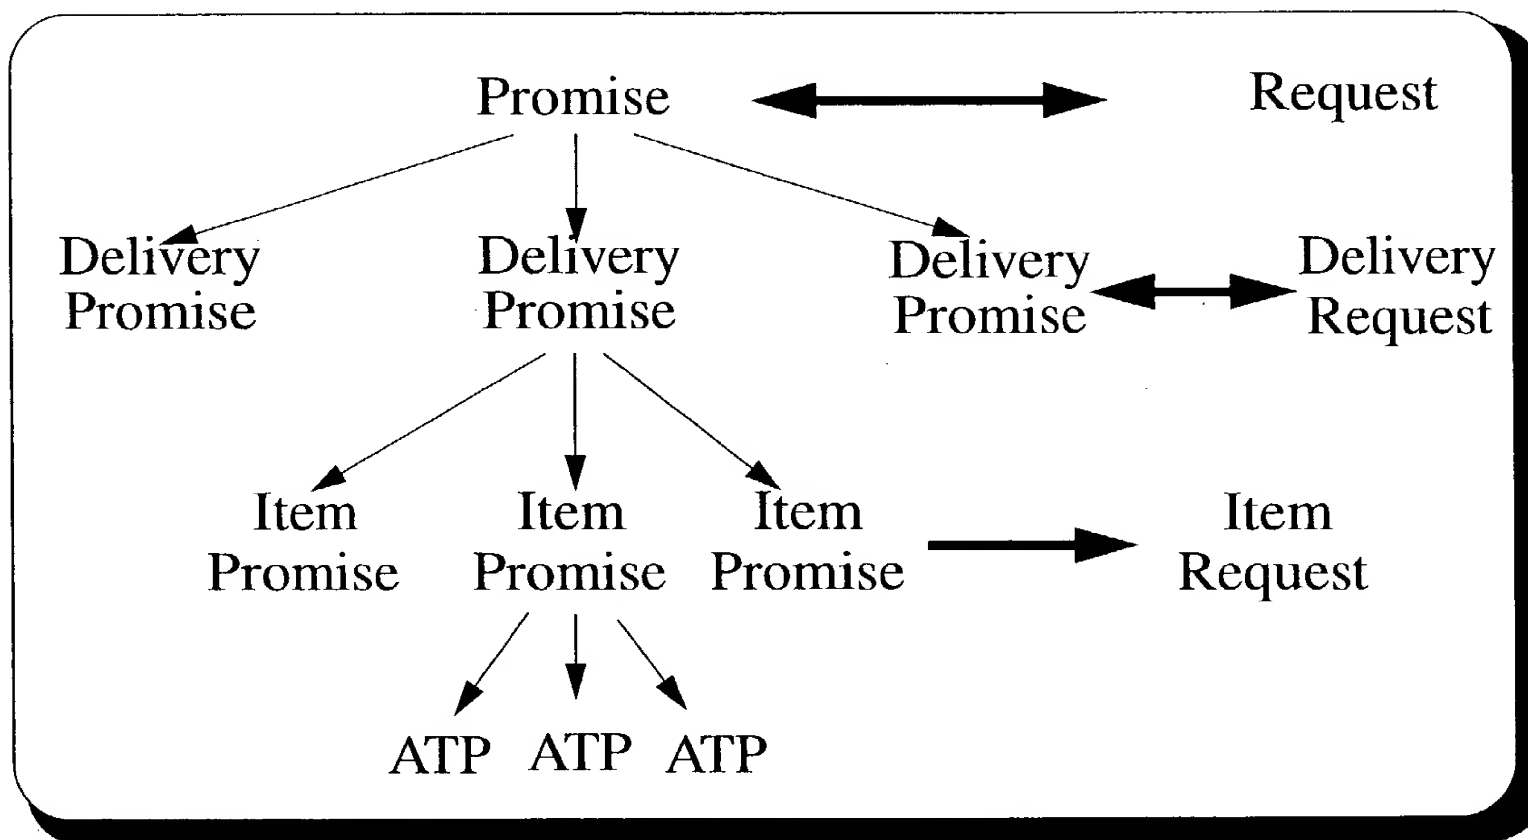 Promise
Request
Delivery
Promise
Delivery
Promise
Delivery
Promise
Delivery
Request
Item
Promise
Item
Promise
Item
Promise
Item
Request
ATP
ATP
ATP